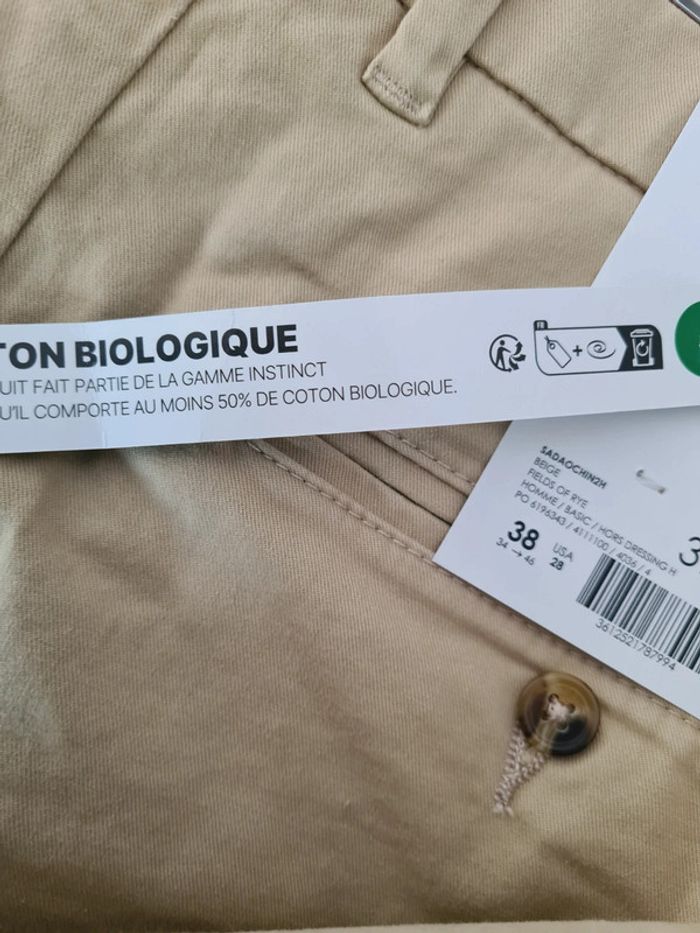 TON BIOLOGIQUE
UIT FAIT PARTIE DE LA GAMME INSTINCT
U'IL COMPORTE AU MOINS 50% DE COTON BIOLOGIQUE.
FR
SADAOCHIN2H
BEIGE
FIELDS OF RYE
HOMME / BASIC / HORS DRESSING H
PO 6196343 / 4111100 / 4036 / 4
38 USA 3
34 → 46 28
3612521787994